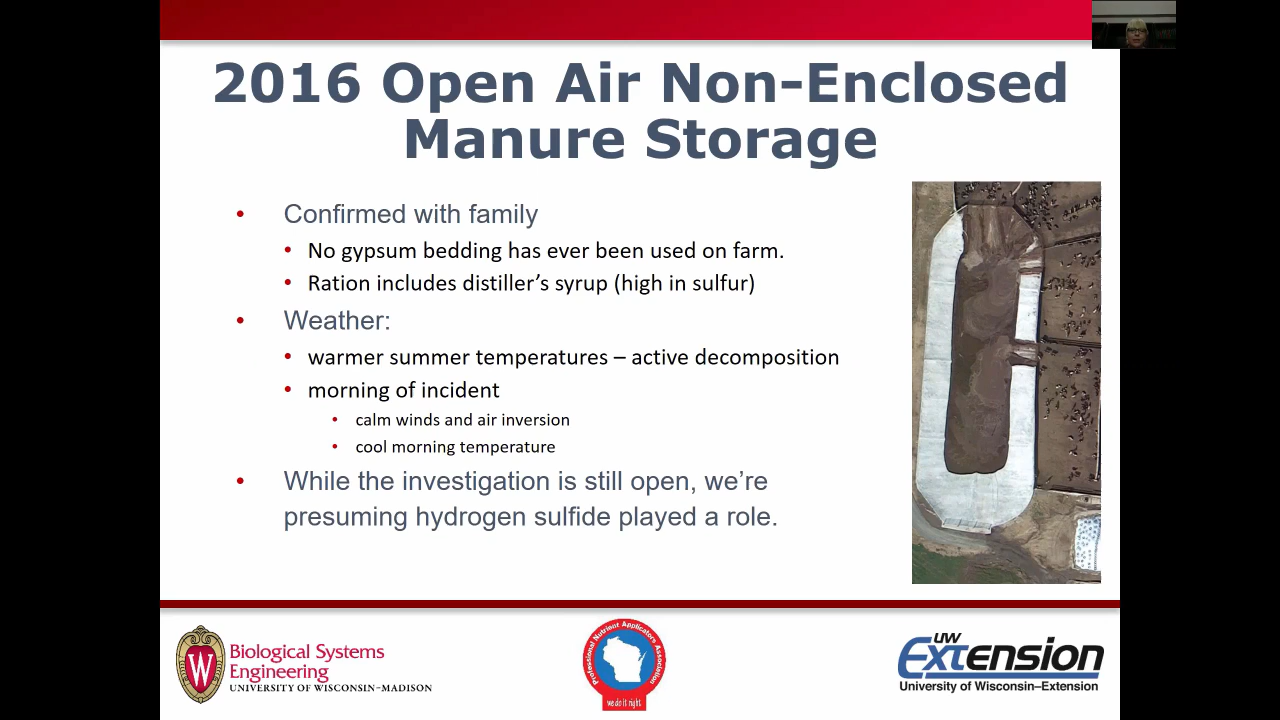 2016 Open Air Non-Enclosed
Manure Storage
• Confirmed with family
• No gypsum bedding has ever been used on farm.
• Ration includes distiller’s syrup (high in sulfur)
• Weather:
• warmer summer temperatures – active decomposition
• morning of incident
• calm winds and air inversion
• cool morning temperature
• While the investigation is still open, we’re
presuming hydrogen sulfide played a role.
W
Biological Systems
Engineering
UNIVERSITY OF WISCONSIN–MADISON
Professional Nutrient Applicators Association
we do it right
UW
Extension
University of Wisconsin–Extension